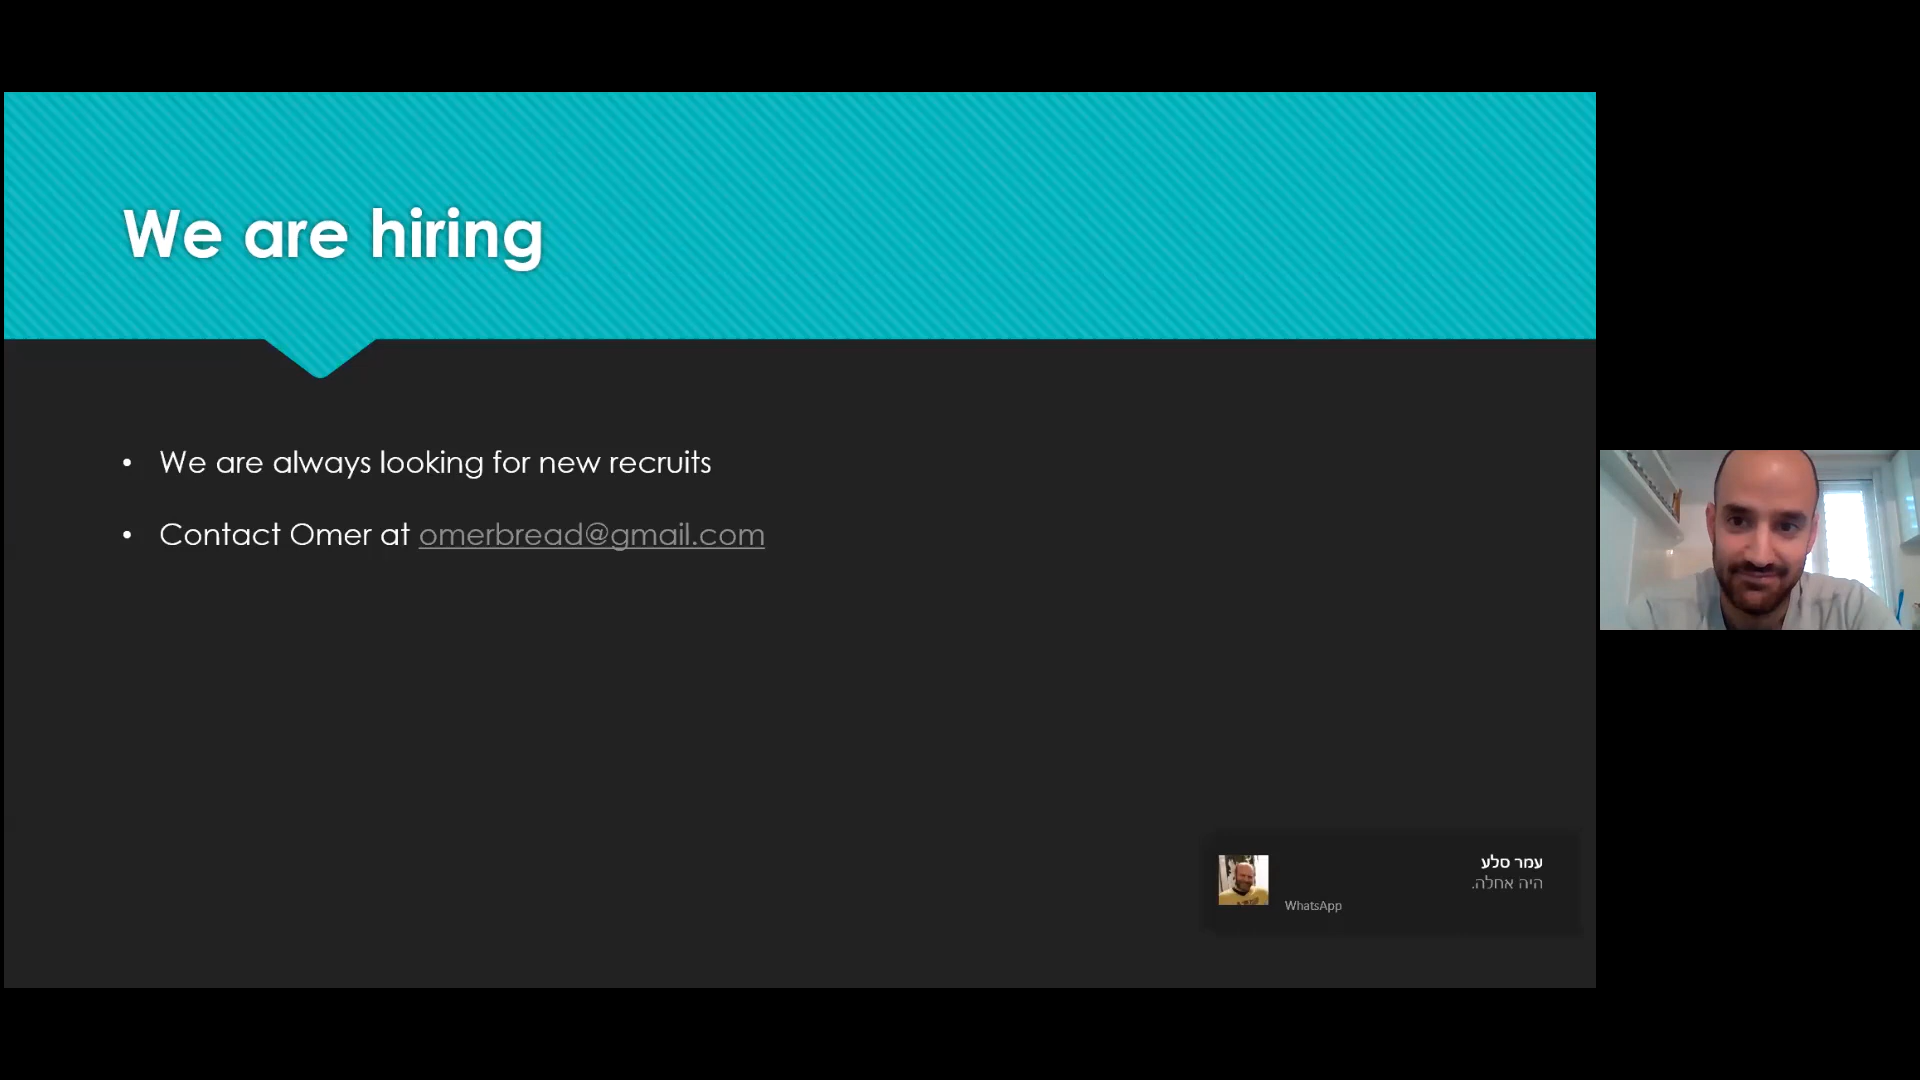 We are hiring
• We are always looking for new recruits
• Contact Omer at omerbread@gmail.com
עמר סלע
היה אחלה.
WhatsApp